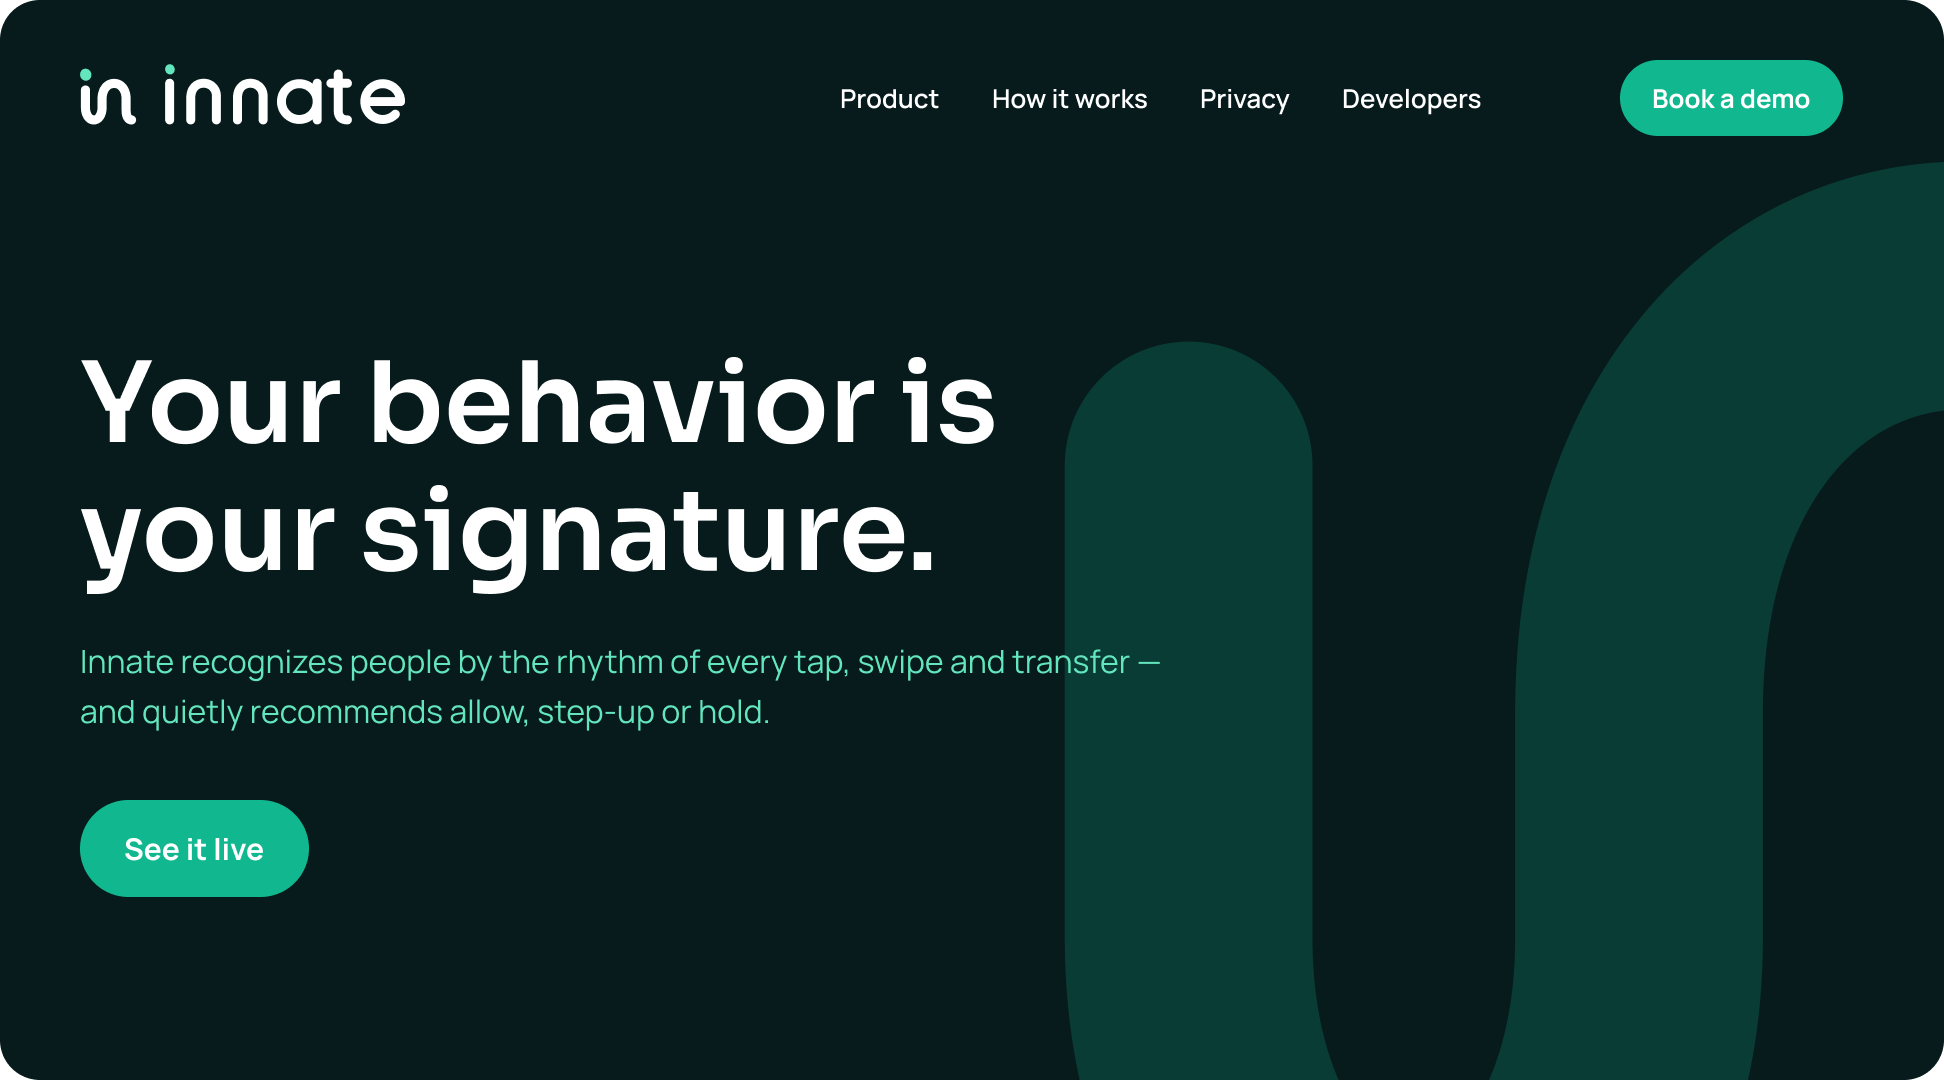 in innate
Product How it works Privacy Developers Book a demo
Your behavior is
your signature.
Innate recognizes people by the rhythm of every tap, swipe and transfer —
and quietly recommends allow, step-up or hold.
See it live